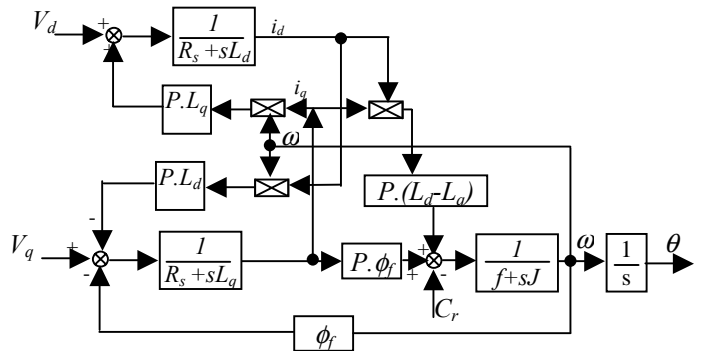 V_d
+
+
1
R_s +sL_d
i_d
P.L_q
i_q
ω
P.L_d
P.(L_d-L_a)
-
V_q
+
-
1
R_s +sL_q
P.ϕ_f
+
+
-
C_r
1
f+sJ
ω
1
s
θ
ϕ_f